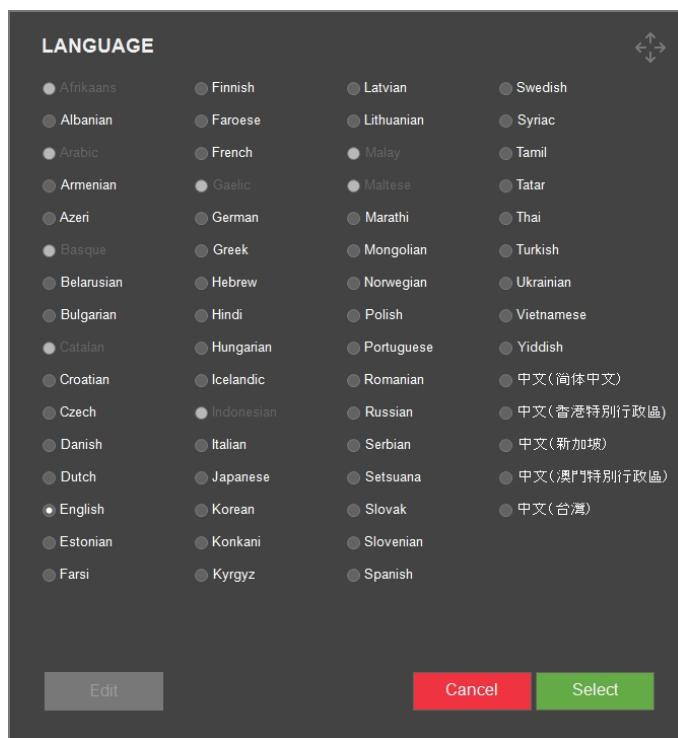 LANGUAGE
Afrikaans
Albanian
Arabic
Armenian
Azeri
Basque
Belarusian
Bulgarian
Catalan
Croatian
Czech
Danish
Dutch
English
Estonian
Farsi
Finnish
Faroese
French
Gaelic
German
Greek
Hebrew
Hindi
Hungarian
Icelandic
Indonesian
Italian
Japanese
Korean
Konkani
Kyrgyz
Latvian
Lithuanian
Malay
Maltese
Marathi
Mongolian
Norwegian
Polish
Portuguese
Romanian
Russian
Serbian
Setsuana
Slovak
Slovenian
Spanish
Swedish
Syriac
Tamil
Tatar
Thai
Turkish
Ukrainian
Vietnamese
Yiddish
中文(简体中文)
中文(香港特別行政區)
中文(新加坡)
中文(澳門特別行政區)
中文(台灣)
Edit
Cancel
Select